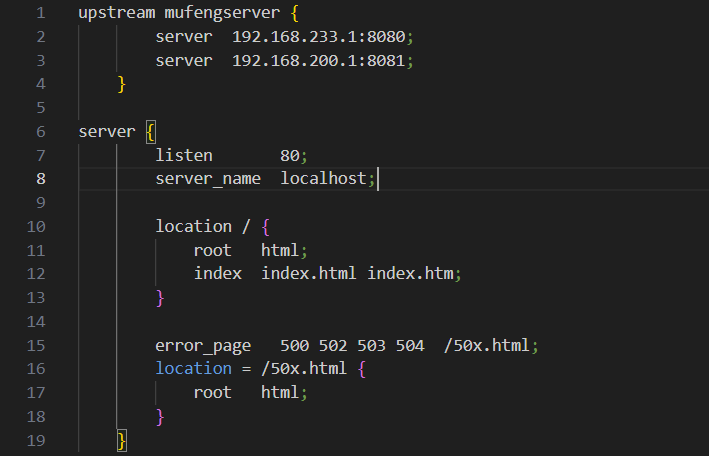 1 upstream mufengserver {
2 server 192.168.233.1:8080;
3 server 192.168.200.1:8081;
4 }
5
6 server {
7 listen 80;
8 server_name localhost;
9
10 location / {
11 root html;
12 index index.html index.htm;
13 }
14
15 error_page 500 502 503 504 /50x.html;
16 location = /50x.html {
17 root html;
18 }
19 }